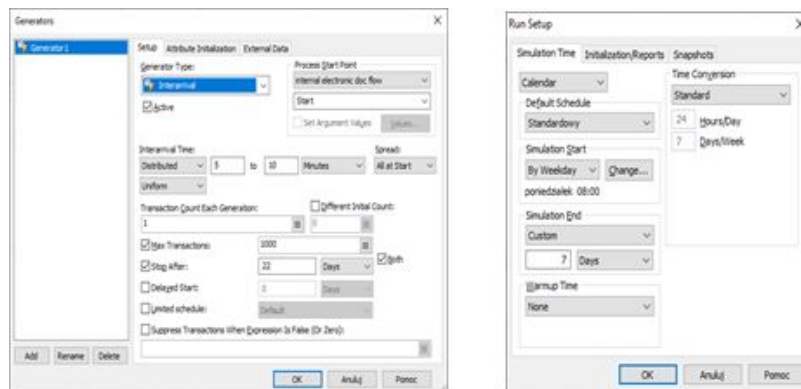 Generators
Generator1
Add Rename Delete
Setup Attribute Initialization External Data
Generator Type:
Interarrival
Active
Process Start Point
internal electronic doc flow
Start
Set Argument Values Values...
Interarrival Time: Spread:
Distributed 5 to 10 Minutes All at Start
Uniform
Transaction Count Each Generation: Different Initial Count:
1 0
Max Transactions: 1000
Stop After: 22 Days Both
Delayed Start: 0 Days
Limited schedule: Default
Suppress Transactions When Expression Is False (Or Zero):
OK Anuluj Pomoc
Run Setup
Simulation Time Initialization/Reports Snapshots
Calendar
Default Schedule
Standardowy
Simulation Start
By Weekday Change...
poniedziałek 08:00
Simulation End
Custom
7 Days
Warmup Time
None
Time Conversion
Standard
24 Hours/Day
7 Days/Week
OK Anuluj Pomoc